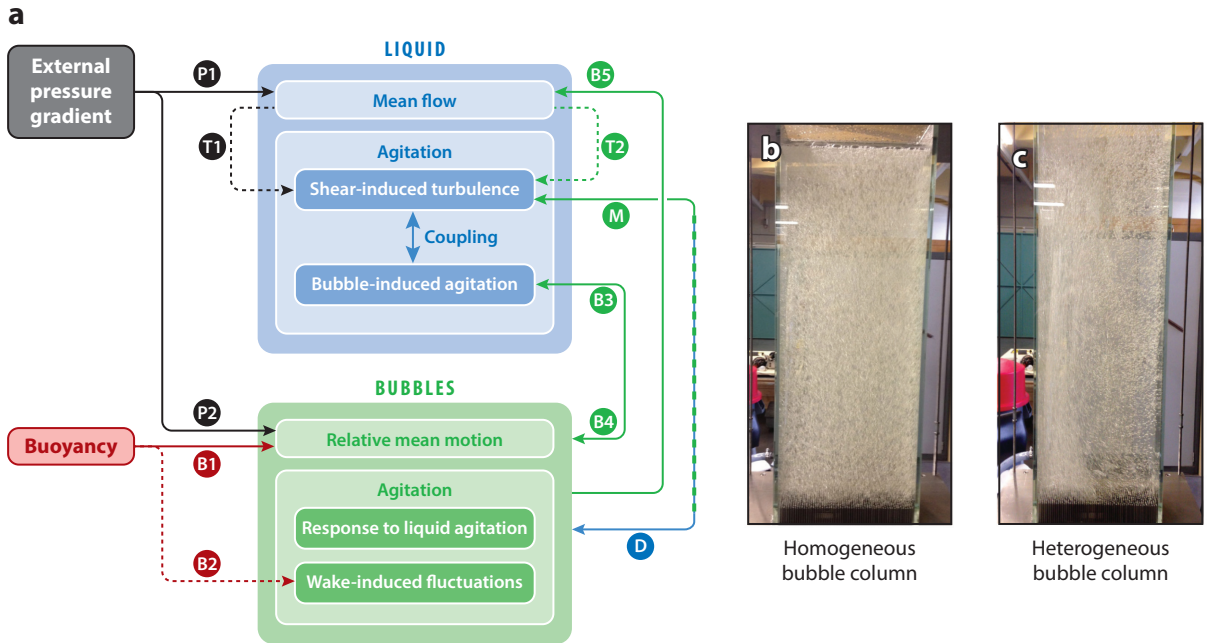 a
LIQUID
External
pressure
gradient
P1
B5
Mean flow
T1
Agitation
T2
Shear-induced turbulence
M
Coupling
Bubble-induced agitation
B3
BUBBLES
P2
B4
Buoyancy
Relative mean motion
B1
Agitation
Response to liquid agitation
D
B2
Wake-induced fluctuations
b
Homogeneous
bubble column
c
Heterogeneous
bubble column